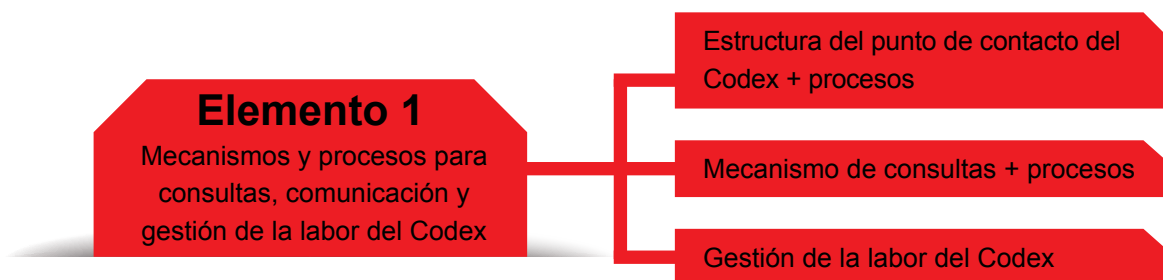 Elemento 1
Mecanismos y procesos para
consultas, comunicación y
gestión de la labor del Codex
Estructura del punto de contacto del
Codex + procesos
Mecanismo de consultas + procesos
Gestión de la labor del Codex